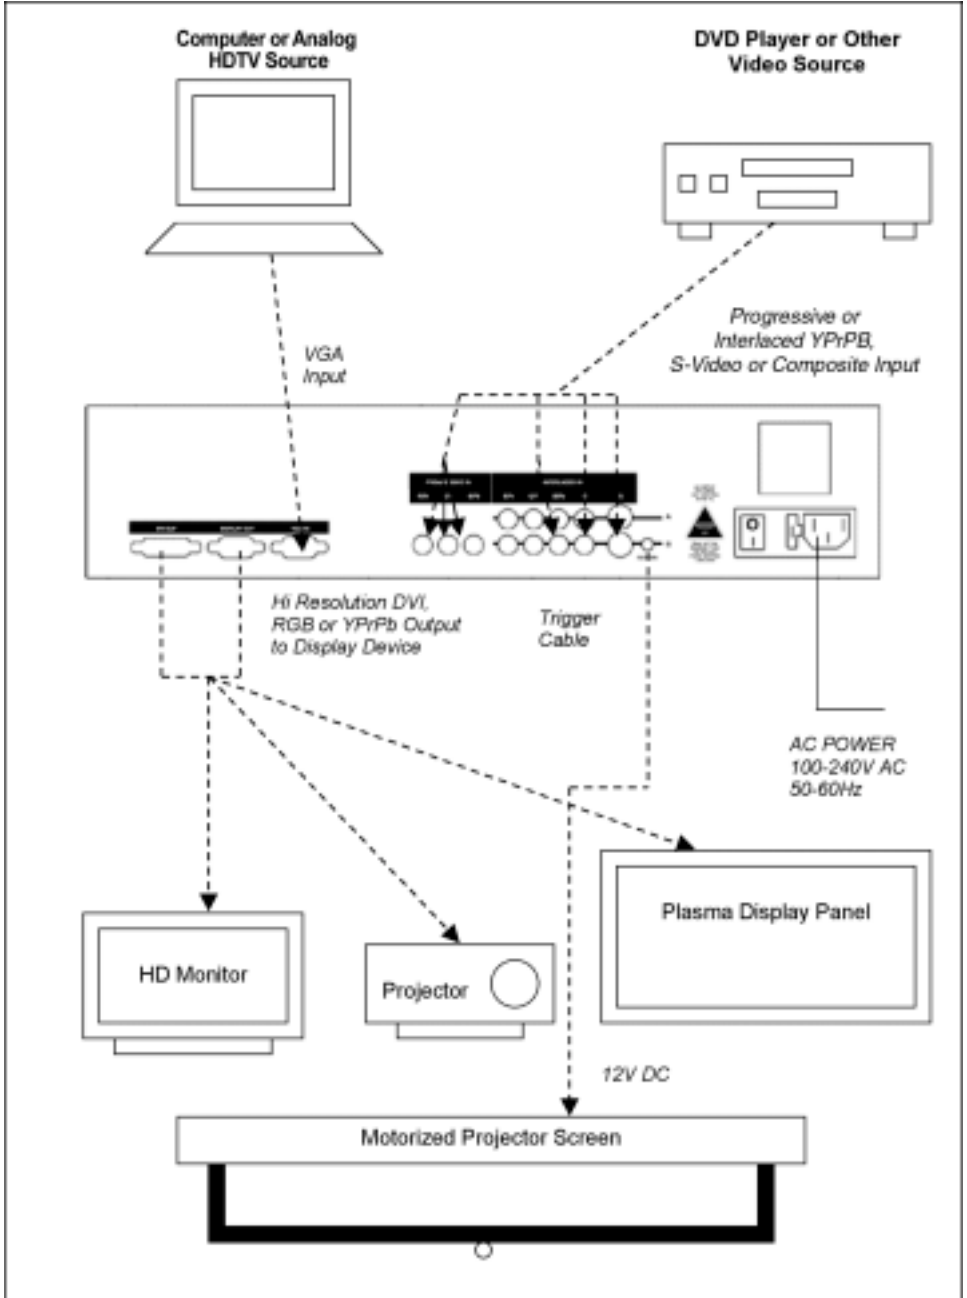 Computer or Analog
HDTV Source
DVD Player or Other
Video Source
Progressive or
Interlaced YPrPB,
S-Video or Composite Input
VGA
Input
Hi Resolution DVI,
RGB or YPrPb Output
to Display Device
Trigger
Cable
AC POWER
100-240V AC
50-60Hz
Plasma Display Panel
HD Monitor
Projector
12V DC
Motorized Projector Screen